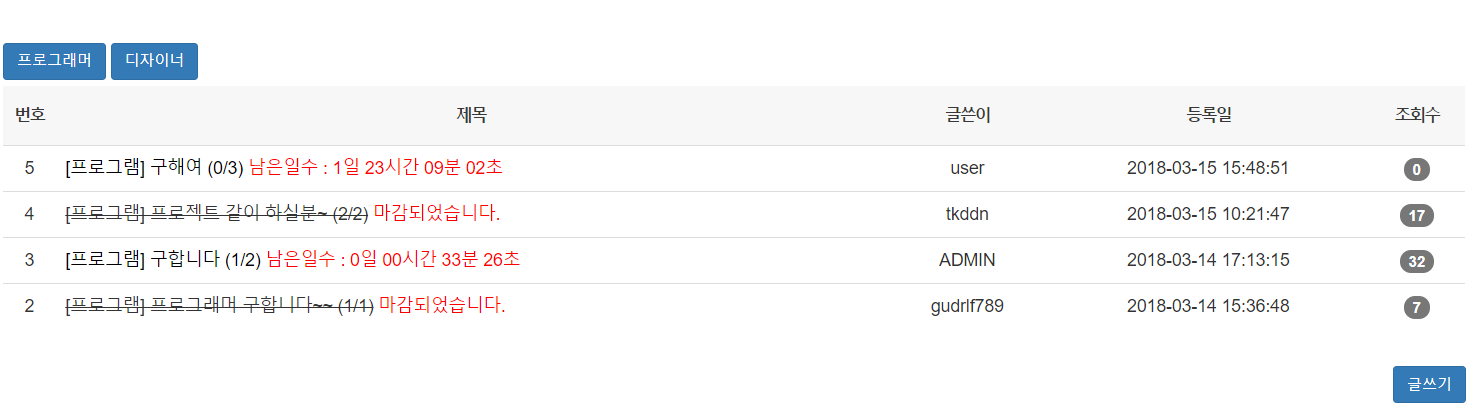 프로그래머 디자이너
번호 제목 글쓴이 등록일 조회수
5 [프로그램] 구해여 (0/3) 남은일수 : 1일 23시간 09분 02초 user 2018-03-15 15:48:51 0
4 [프로그램] 프로젝트 같이 하실분~ (2/2) 마감되었습니다. tkddn 2018-03-15 10:21:47 17
3 [프로그램] 구합니다 (1/2) 남은일수 : 0일 00시간 33분 26초 ADMIN 2018-03-14 17:13:15 32
2 [프로그램] 프로그래머 구합니다~~ (1/1) 마감되었습니다. gudrlf789 2018-03-14 15:36:48 7
글쓰기